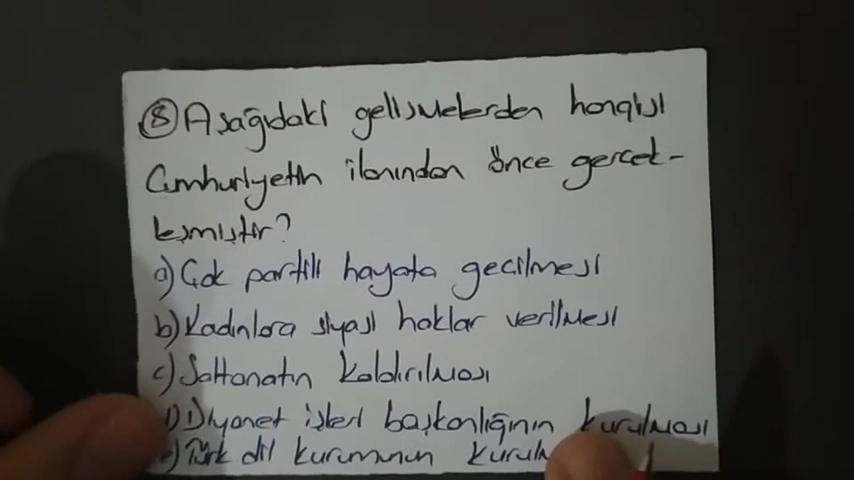 8) Aşağıdaki gelişmelerden hangisi
Cumhuriyetin ilanından önce gerçek-
leşmiştir?
a) Çok partili hayata geçilmesi
b) Kadınlara siyasi haklar verilmesi
c) Saltanatın kaldırılması
d) Diyanet işleri başkanlığının kurulması
e) Türk dil kurumunun